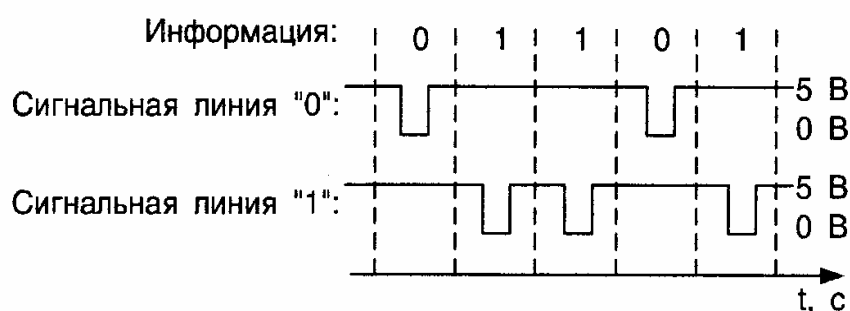 Информация: 0 1 1 0 1
Сигнальная линия "0": 5 В
0 В
Сигнальная линия "1": 5 В
0 В
t, с